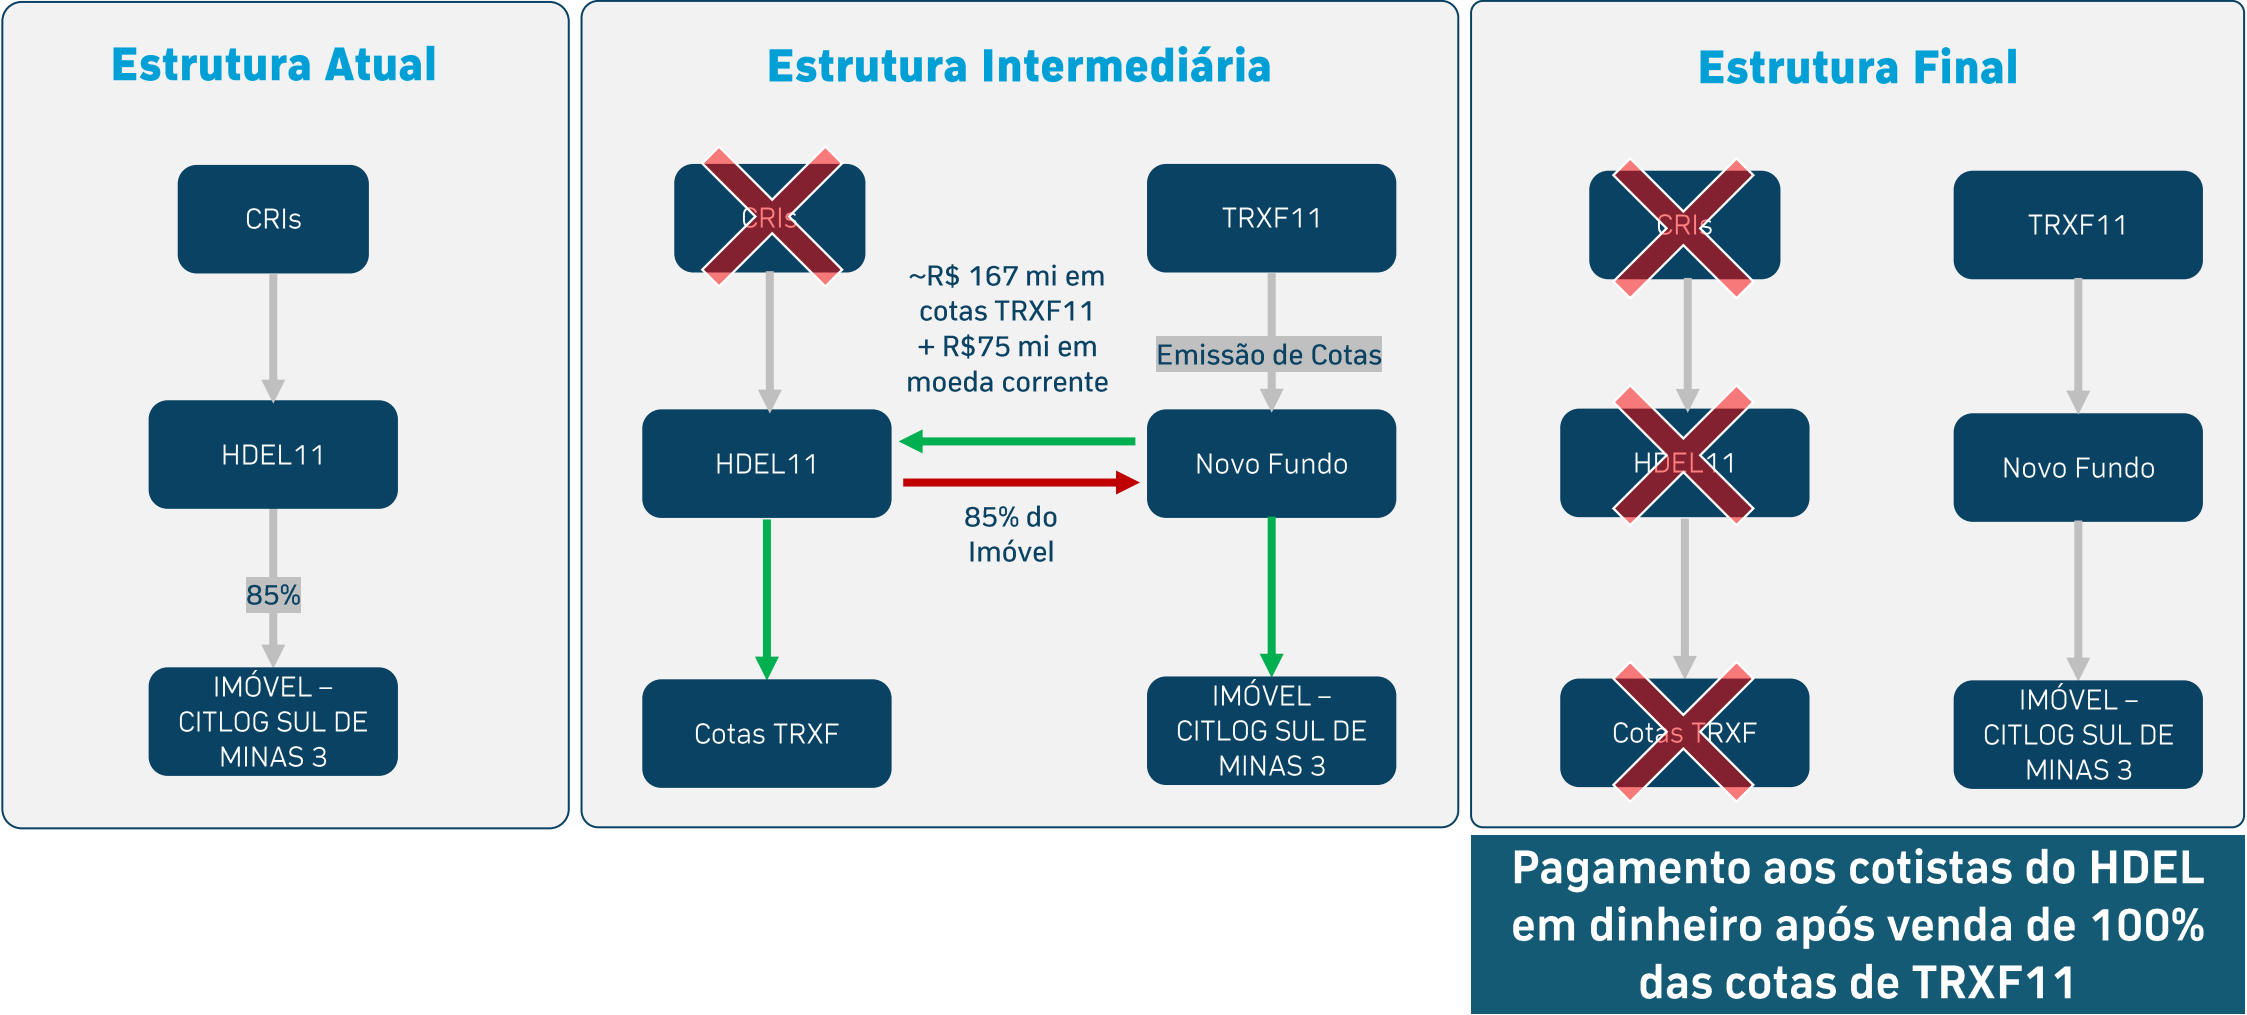 Estrutura Atual
CRIs
HDEL11
85%
IMÓVEL –
CITLOG SUL DE
MINAS 3
Estrutura Intermediária
CRIs
TRXF11
~R$ 167 mi em
cotas TRXF11
+ R$75 mi em
moeda corrente
Emissão de Cotas
HDEL11
Novo Fundo
85% do
Imóvel
Cotas TRXF
IMÓVEL –
CITLOG SUL DE
MINAS 3
Estrutura Final
CRIs
TRXF11
HDEL11
Novo Fundo
Cotas TRXF
IMÓVEL –
CITLOG SUL DE
MINAS 3
Pagamento aos cotistas do HDEL
em dinheiro após venda de 100%
das cotas de TRXF11